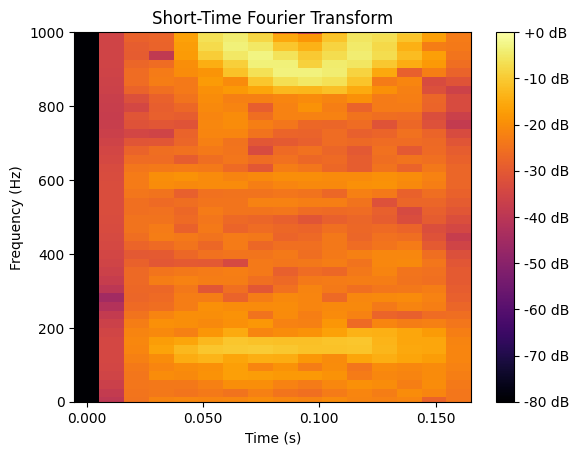 Short-Time Fourier Transform
1000
800
600
400
200
0
Frequency (Hz)
0.000
0.050
0.100
0.150
Time (s)
+0 dB
-10 dB
-20 dB
-30 dB
-40 dB
-50 dB
-60 dB
-70 dB
-80 dB